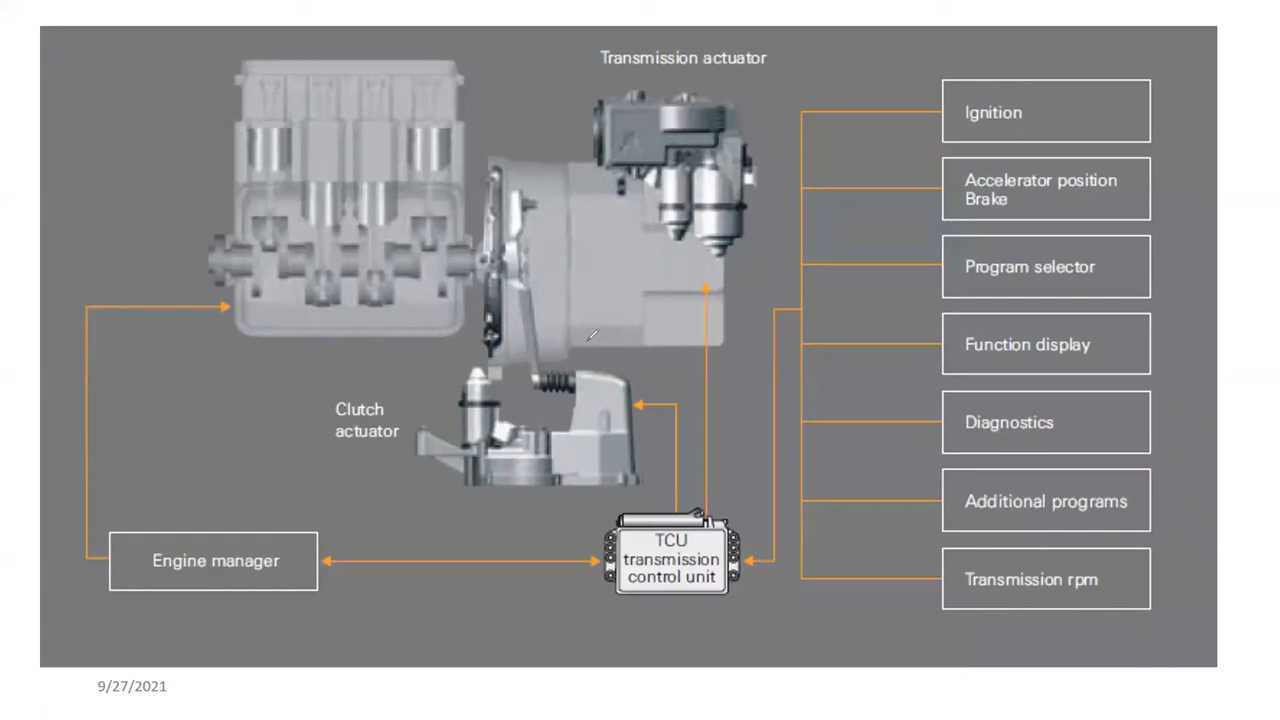 Transmission actuator
Ignition
Accelerator position
Brake
Program selector
Function display
Clutch
actuator
Diagnostics
Additional programs
Engine manager
TCU
transmission
control unit
Transmission rpm
9/27/2021